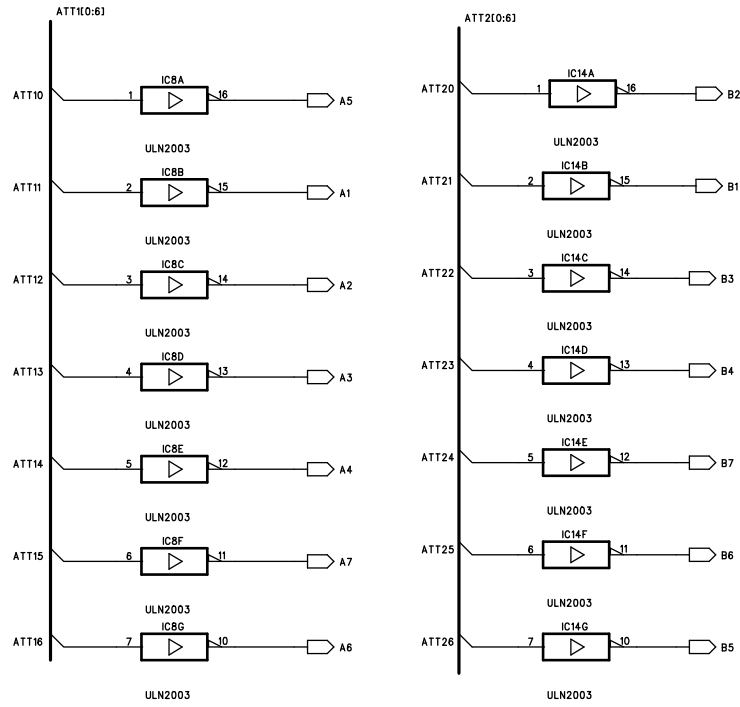 ATT1[0:6]
IC8A
ATT10 1 16 A5
ULN2003
IC8B
ATT11 2 15 A1
ULN2003
IC8C
ATT12 3 14 A2
ULN2003
IC8D
ATT13 4 13 A3
ULN2003
IC8E
ATT14 5 12 A4
ULN2003
IC8F
ATT15 6 11 A7
ULN2003
IC8G
ATT16 7 10 A6
ULN2003
ATT2[0:6]
IC14A
ATT20 1 16 B2
ULN2003
IC14B
ATT21 2 15 B1
ULN2003
IC14C
ATT22 3 14 B3
ULN2003
IC14D
ATT23 4 13 B4
ULN2003
IC14E
ATT24 5 12 B7
ULN2003
IC14F
ATT25 6 11 B6
ULN2003
IC14G
ATT26 7 10 B5
ULN2003